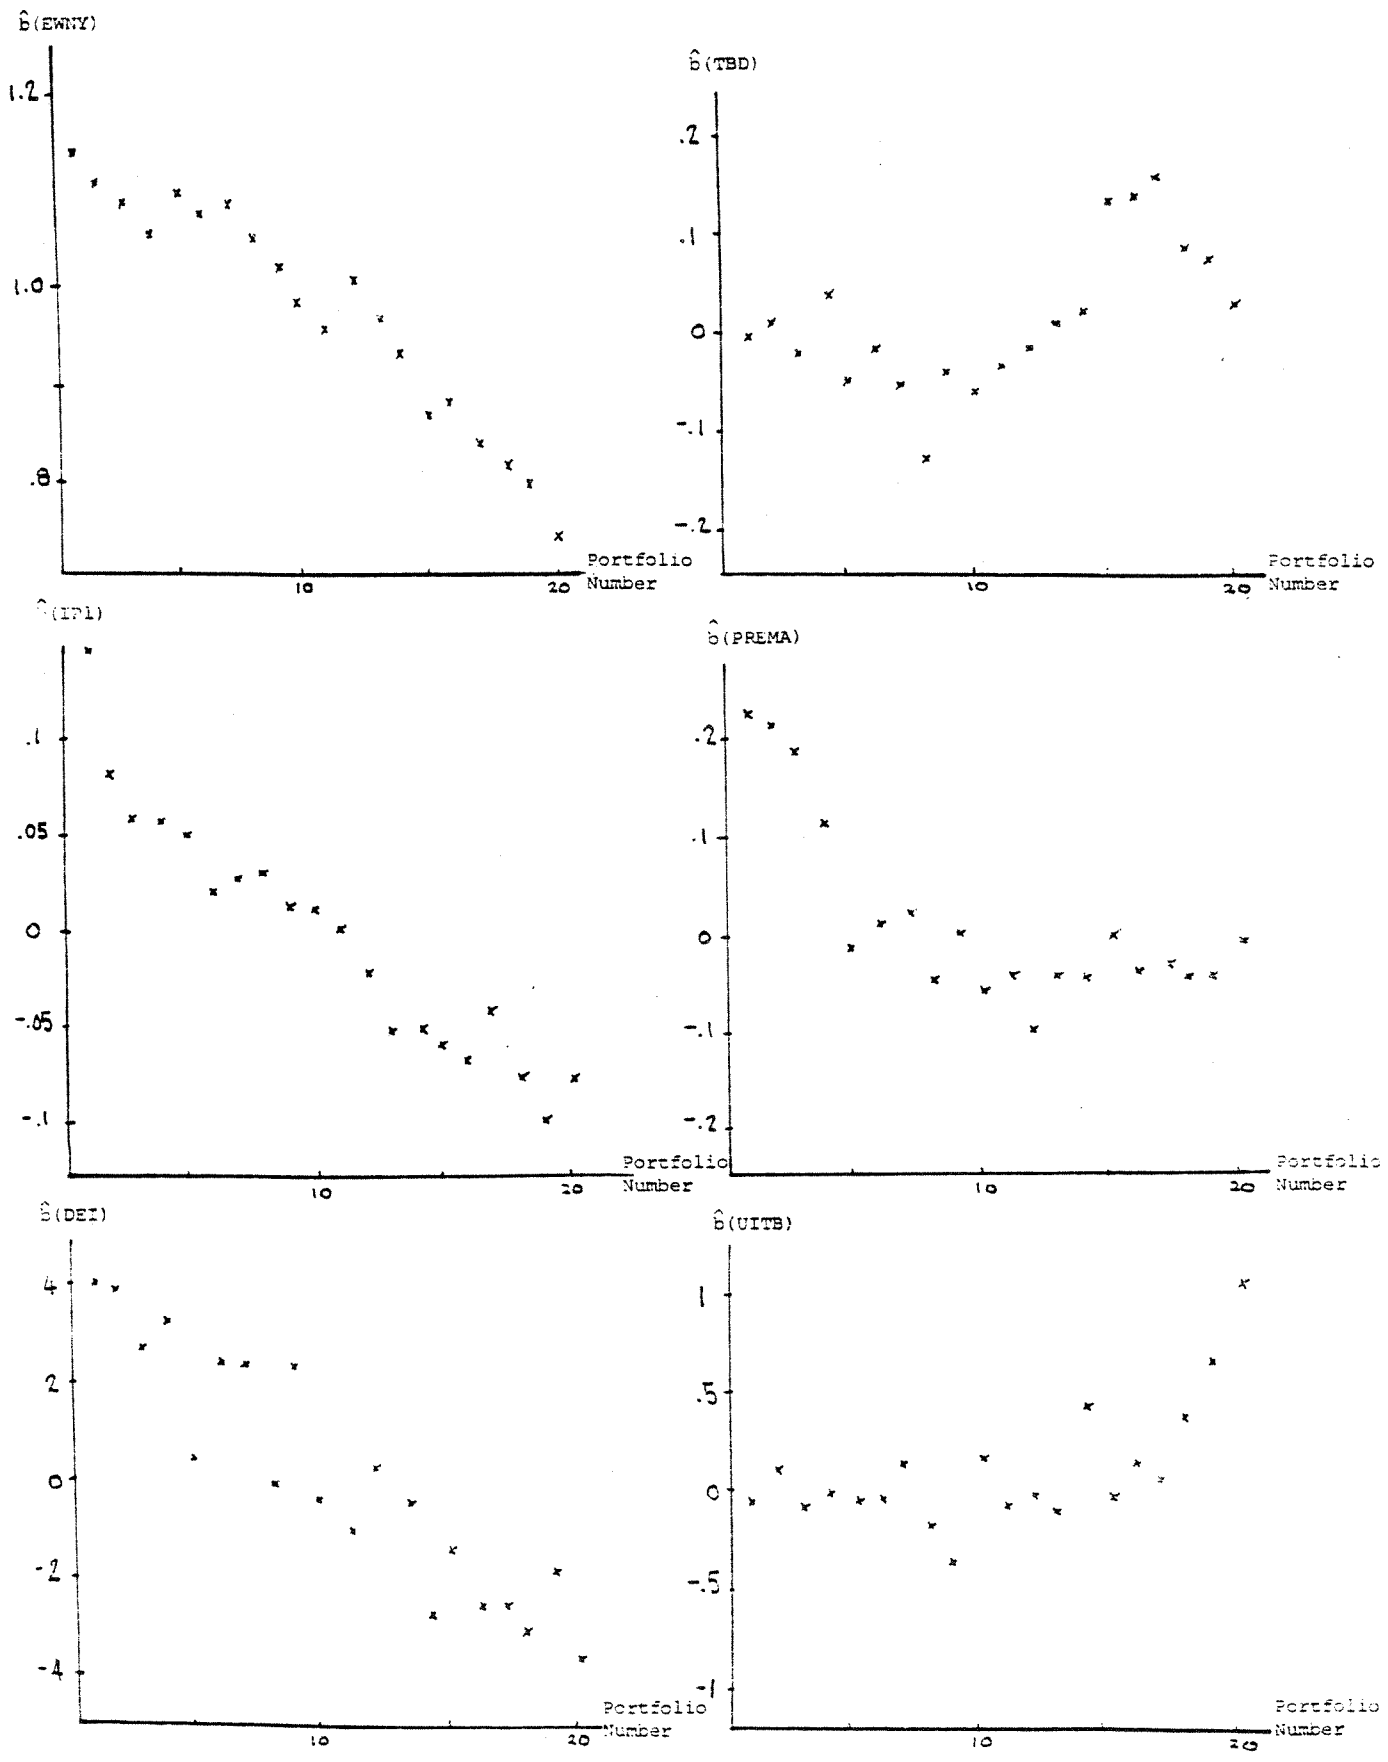 b̂(EWNY)
1.2
1.0
.8
10
20
Portfolio
Number
b̂(TBD)
.2
.1
0
-.1
-.2
10
20
Portfolio
Number
b̂(IP1)
.1
.05
0
-.05
-.1
10
20
Portfolio
Number
b̂(PREMA)
.2
.1
0
-.1
-.2
10
20
Portfolio
Number
b̂(DEI)
4
2
0
-2
-4
10
20
Portfolio
Number
b̂(UITB)
1
.5
0
-.5
-1
10
20
Portfolio
Number